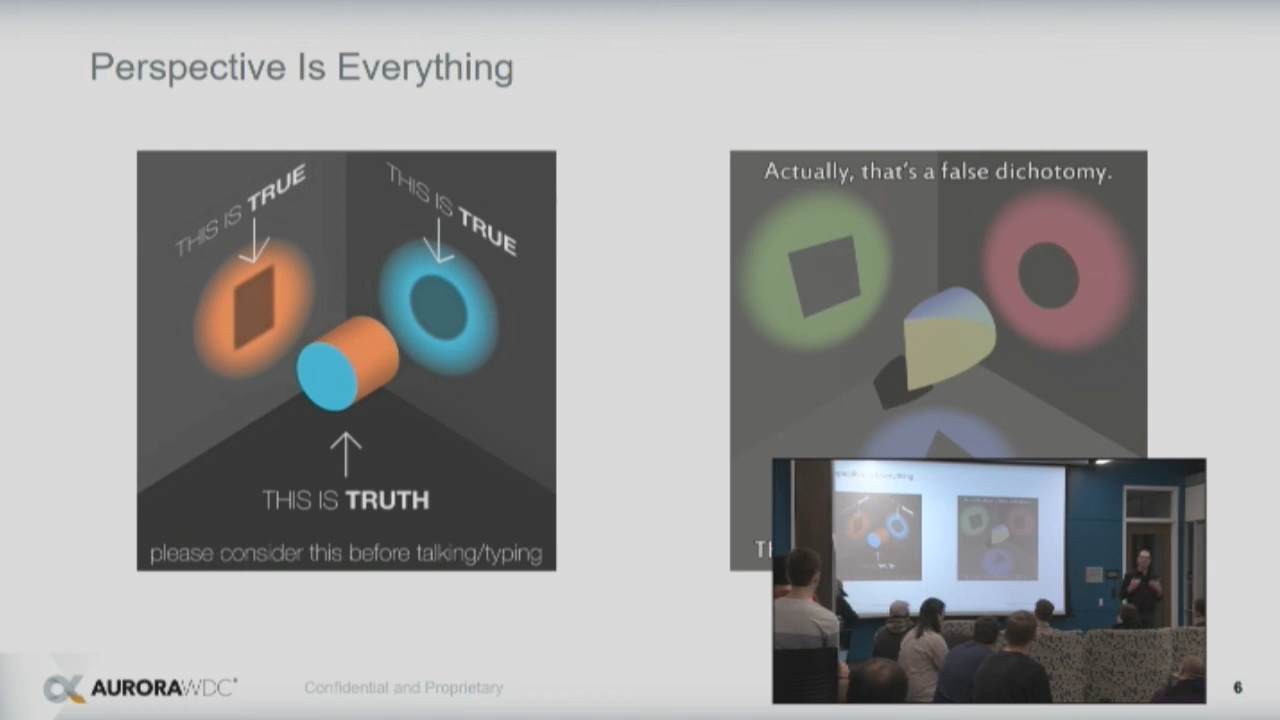 Perspective Is Everything
THIS IS TRUE
THIS IS TRUE
THIS IS TRUTH
please consider this before talking/typing
Actually, that's a false dichotomy.
AURORAWDC
Confidential and Proprietary
6